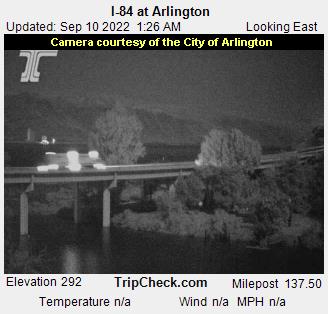 I-84 at Arlington
Updated: Sep 10 2022 1:26 AM Looking East
Camera courtesy of the City of Arlington
Elevation 292 TripCheck.com Milepost 137.50
Temperature n/a Wind n/a MPH n/a